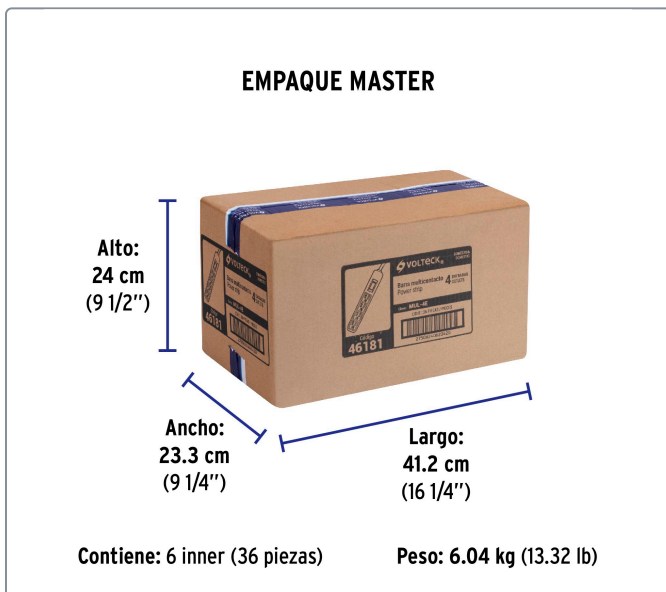 EMPAQUE MASTER
Alto:
24 cm
(9 1/2’’)
VOLTECK®
Barra multicontacto
Power strip
4 ENTRADAS
MUL-4E
Código
46181
46181
Ancho:
23.3 cm
(9 1/4’’)
Largo:
41.2 cm
(16 1/4’’)
Contiene: 6 inner (36 piezas)
Peso: 6.04 kg (13.32 lb)